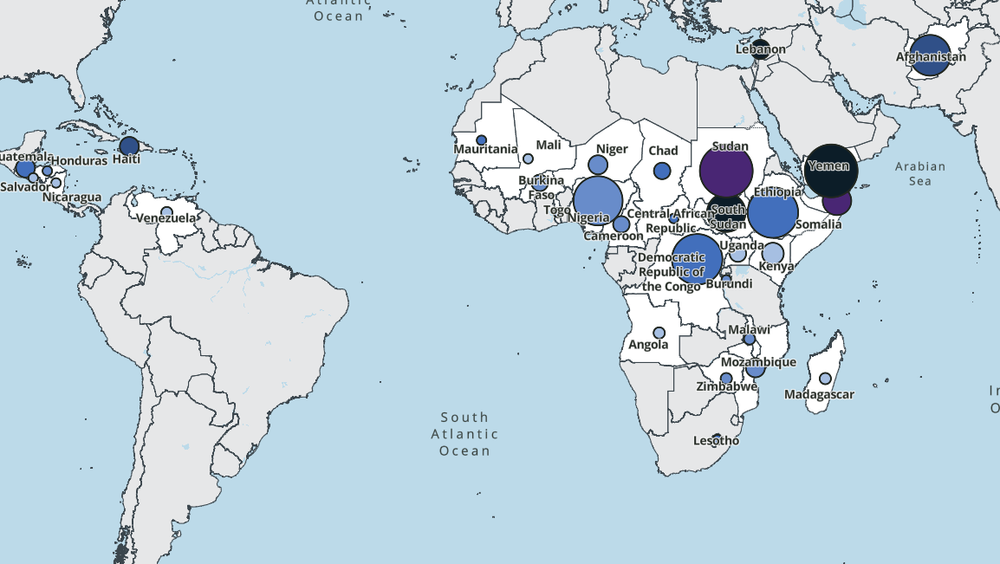 Atlantic
Ocean
Lebanon
Afghanistan
Mauritania
Mali
Niger
Chad
Sudan
Yemen
Arabian
Sea
uatemala
Honduras
Haiti
Salvador
Nicaragua
Venezuela
Burkina
Faso
Togo
Nigeria
Cameroon
Central African
Republic
South
Sudan
Ethiopia
Somalia
Uganda
Kenya
Democratic
Republic of
the Congo
Burundi
Angola
Malawi
Mozambique
Zimbabwe
Madagascar
Lesotho
South
Atlantic
Ocean
In
O